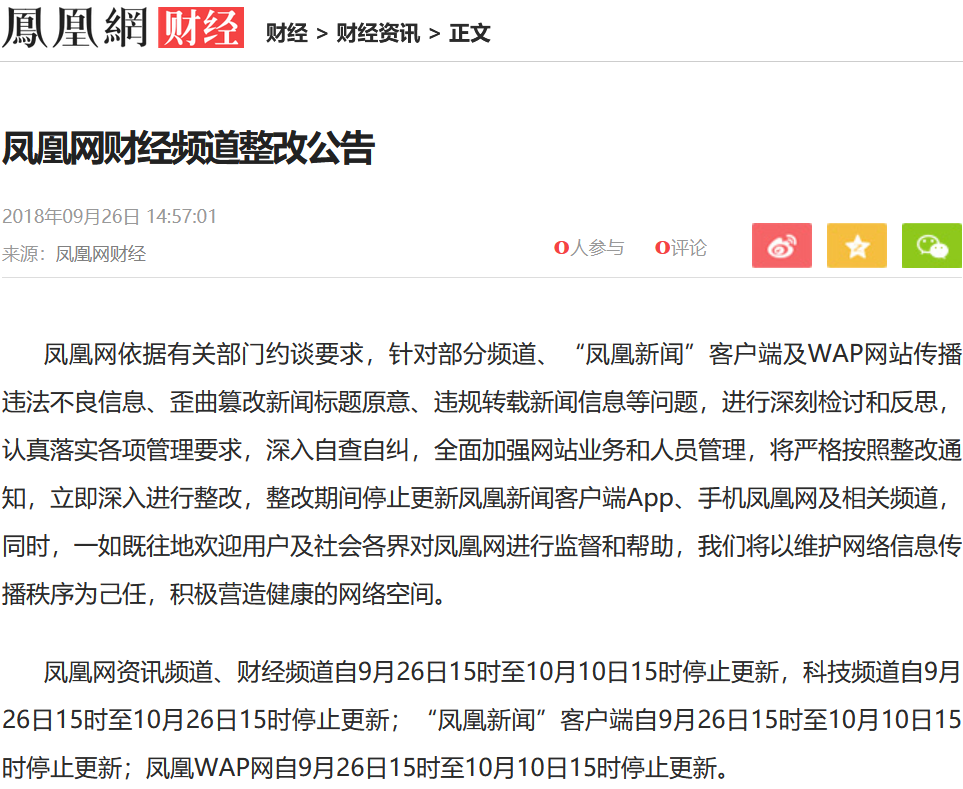 鳳凰網 财经 财经 > 财经资讯 > 正文
凤凰网财经频道整改公告
2018年09月26日 14:57:01
来源：凤凰网财经 0人参与 0评论
凤凰网依据有关部门约谈要求，针对部分频道、“凤凰新闻”客户端及WAP网站传播
违法不良信息、歪曲篡改新闻标题原意、违规转载新闻信息等问题，进行深刻检讨和反思，
认真落实各项管理要求，深入自查自纠，全面加强网站业务和人员管理，将严格按照整改通
知，立即深入进行整改，整改期间停止更新凤凰新闻客户端App、手机凤凰网及相关频道，
同时，一如既往地欢迎用户及社会各界对凤凰网进行监督和帮助，我们将以维护网络信息传
播秩序为己任，积极营造健康的网络空间。
凤凰网资讯频道、财经频道自9月26日15时至10月10日15时停止更新，科技频道自9月
26日15时至10月26日15时停止更新；“凤凰新闻”客户端自9月26日15时至10月10日15
时停止更新；凤凰WAP网自9月26日15时至10月10日15时停止更新。